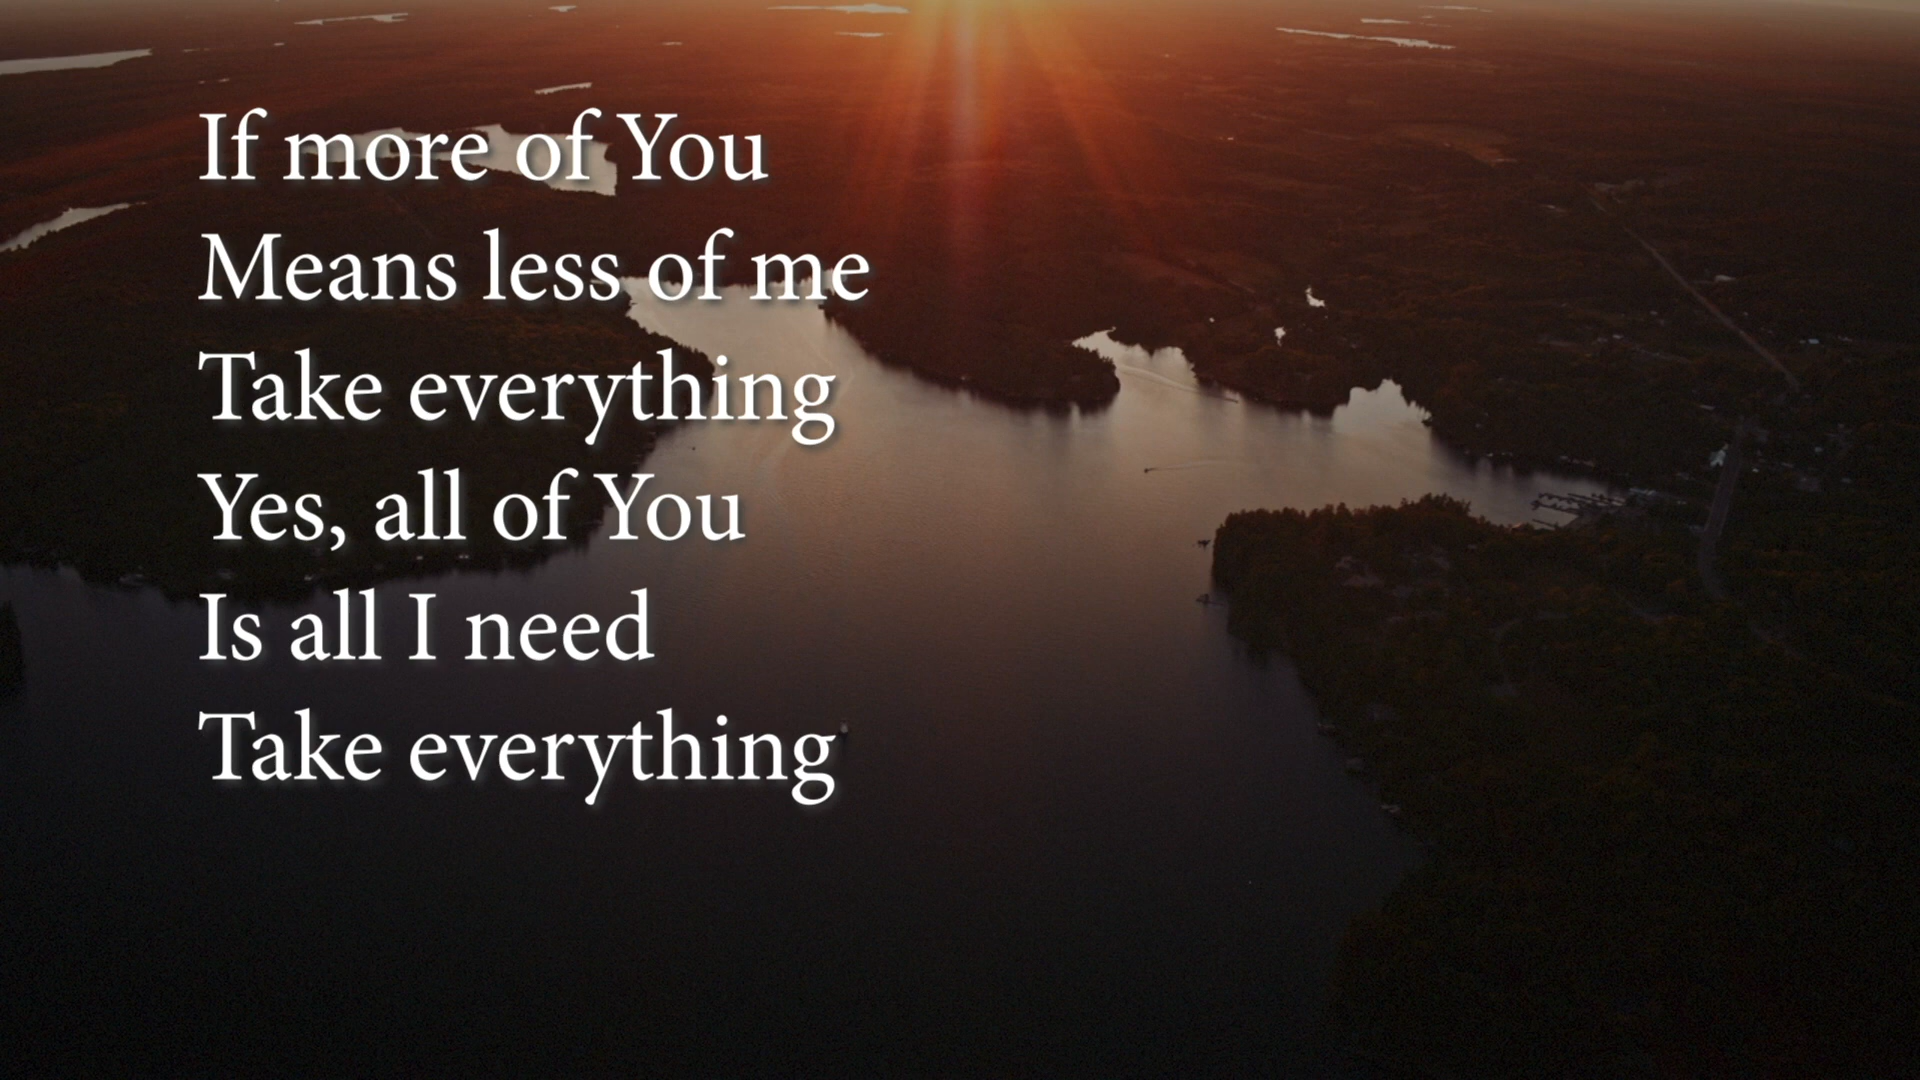 If more of You
Means less of me
Take everything
Yes, all of You
Is all I need
Take everything